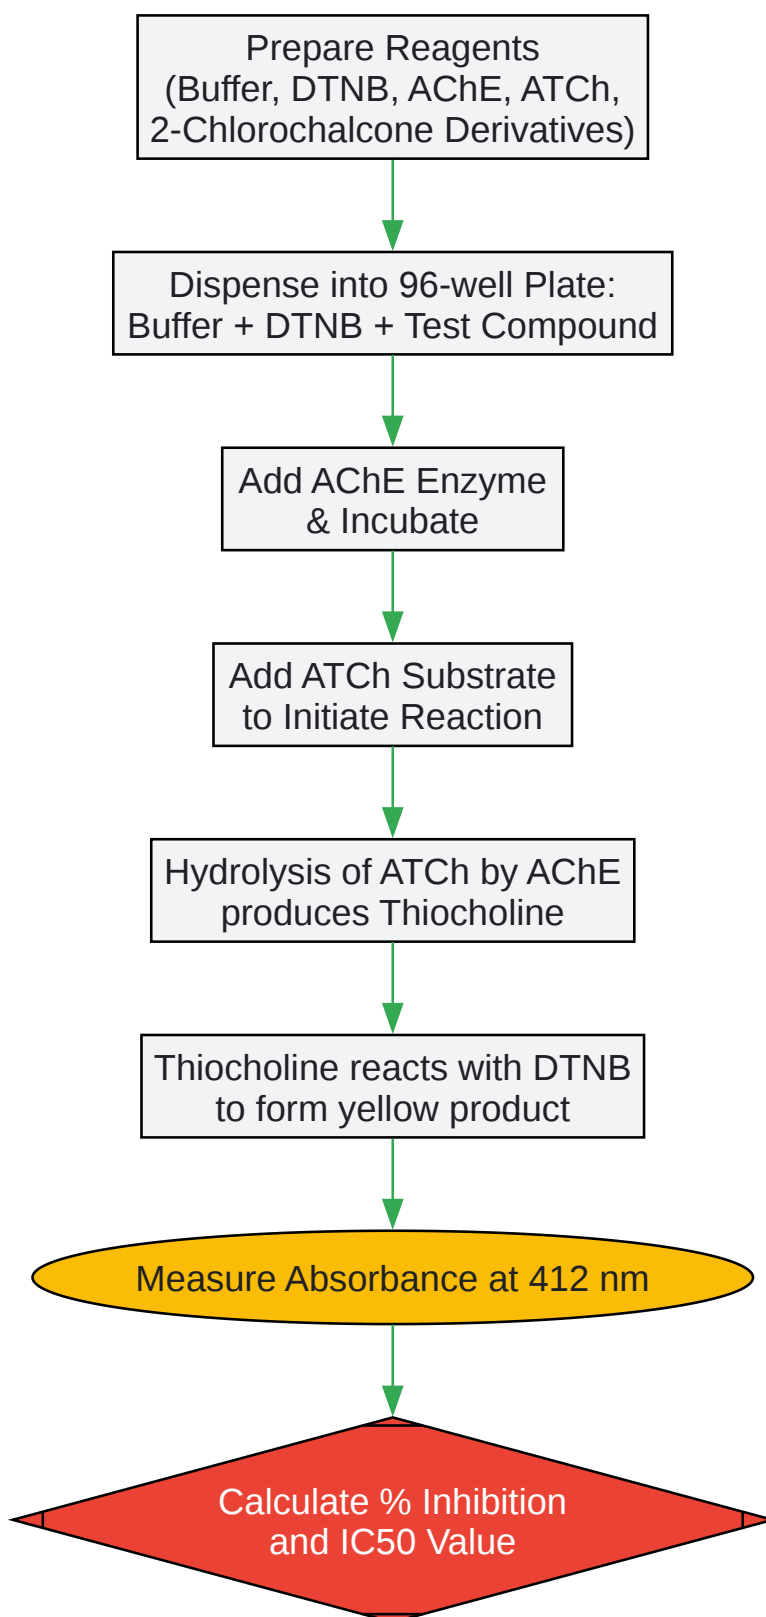 Prepare Reagents
(Buffer, DTNB, AChE, ATCh,
2-Chlorochalcone Derivatives)
Dispense into 96-well Plate:
Buffer + DTNB + Test Compound
Add AChE Enzyme
& Incubate
Add ATCh Substrate
to Initiate Reaction
Hydrolysis of ATCh by AChE
produces Thiocholine
Thiocholine reacts with DTNB
to form yellow product
Measure Absorbance at 412 nm
Calculate % Inhibition
and IC50 Value